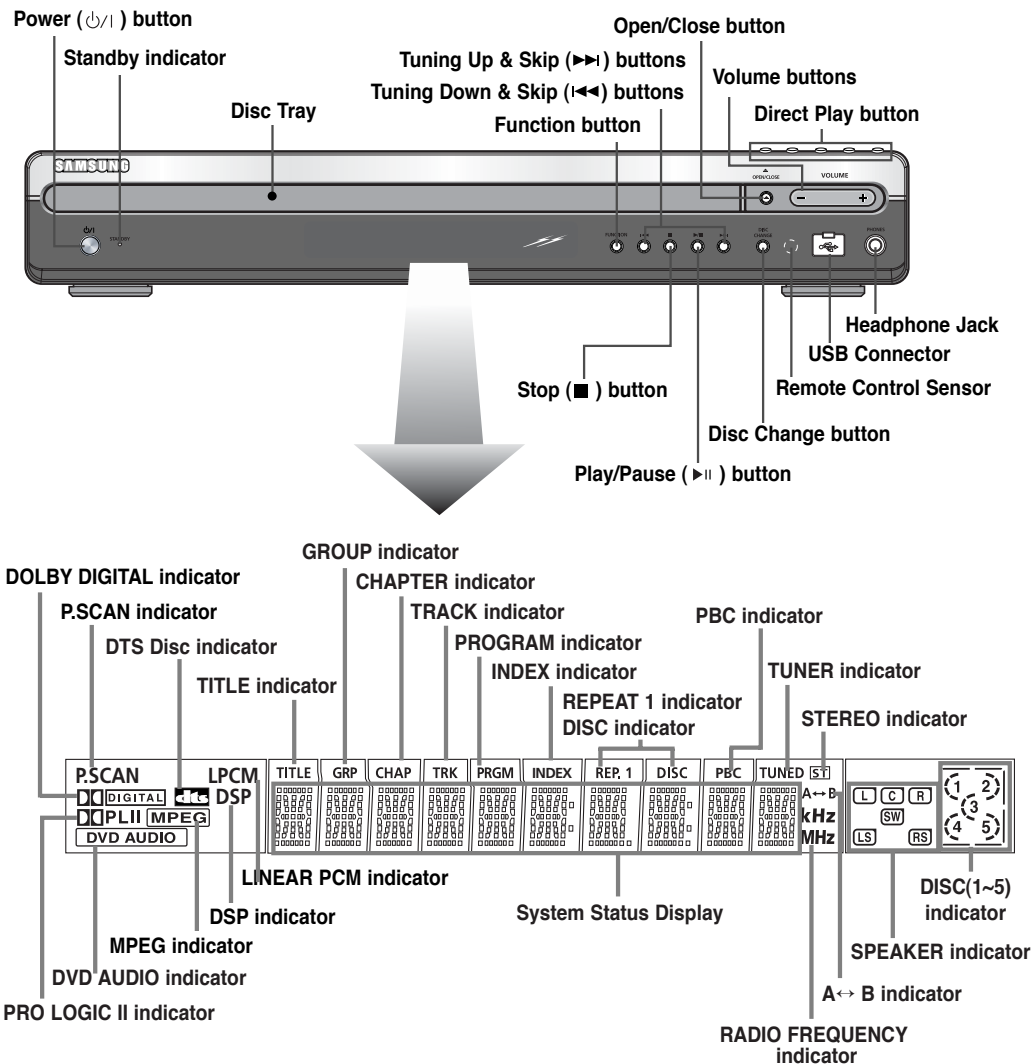 Power ( ⏻/I ) button
Standby indicator
Disc Tray
Open/Close button
Tuning Up & Skip (▶▶I) buttons
Tuning Down & Skip (I◀◀) buttons
Function button
Volume buttons
Direct Play button
SAMSUNG
OPEN/CLOSE
VOLUME
- +
⏻/I
STANDBY
FUNCTION
DISC
CHANGE
PHONES
Headphone Jack
USB Connector
Remote Control Sensor
Stop ( ■ ) button
Disc Change button
Play/Pause ( ▶II ) button
GROUP indicator
DOLBY DIGITAL indicator
CHAPTER indicator
P.SCAN indicator
TRACK indicator
PBC indicator
DTS Disc indicator
PROGRAM indicator
INDEX indicator
TUNER indicator
TITLE indicator
REPEAT 1 indicator
DISC indicator
STEREO indicator
P.SCAN LPCM
DIGITAL dts DSP
PLII MPEG
DVD AUDIO
TITLE GRP CHAP TRK PRGM INDEX REP. 1 DISC PBC TUNED ST
A↔B
kHz
MHz
L C R
SW
LS RS
1 2
3
4 5
LINEAR PCM indicator
DSP indicator
System Status Display
DISC(1~5)
indicator
MPEG indicator
SPEAKER indicator
DVD AUDIO indicator
A↔ B indicator
PRO LOGIC II indicator
RADIO FREQUENCY
indicator